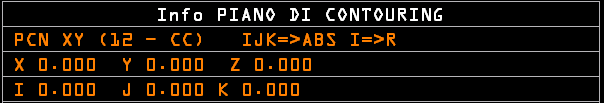 Info PIANO DI CONTOURING
PCN XY (12 - CC) IJK=>ABS I=>R
X 0.000 Y 0.000 Z 0.000
I 0.000 J 0.000 K 0.000